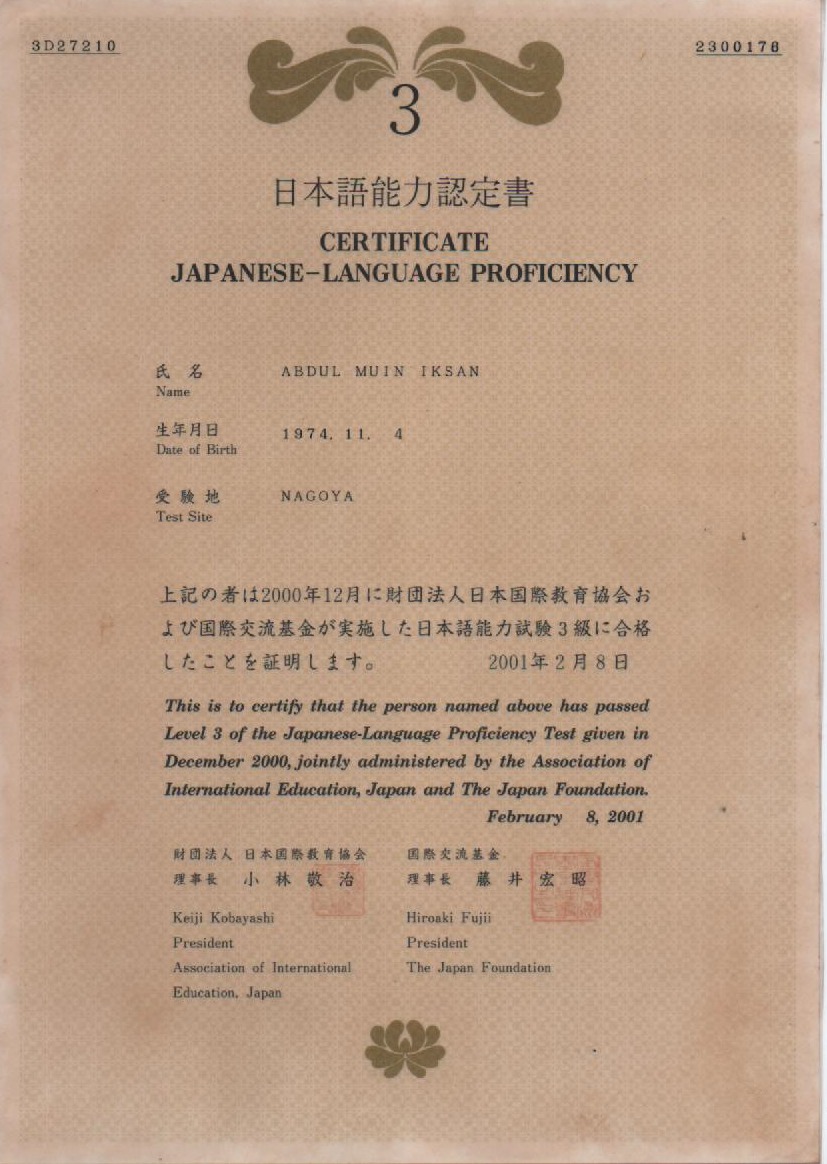 3D27210
2300178
3
日本語能力認定書
CERTIFICATE
JAPANESE-LANGUAGE PROFICIENCY
氏 名 ABDUL MUIN IKSAN
Name
生年月日 1974. 11. 4
Date of Birth
受 験 地 NAGOYA
Test Site
上記の者は2000年12月に財団法人日本国際教育協会お
よび国際交流基金が実施した日本語能力試験3級に合格
したことを証明します。 2001年2月8日
This is to certify that the person named above has passed
Level 3 of the Japanese-Language Proficiency Test given in
December 2000, jointly administered by the Association of
International Education, Japan and The Japan Foundation.
February 8, 2001
財団法人 日本国際教育協会
理事長 小 林 敬 治
Keiji Kobayashi
President
Association of International
Education, Japan
国際交流基金
理事長 藤 井 宏 昭
Hiroaki Fujii
President
The Japan Foundation